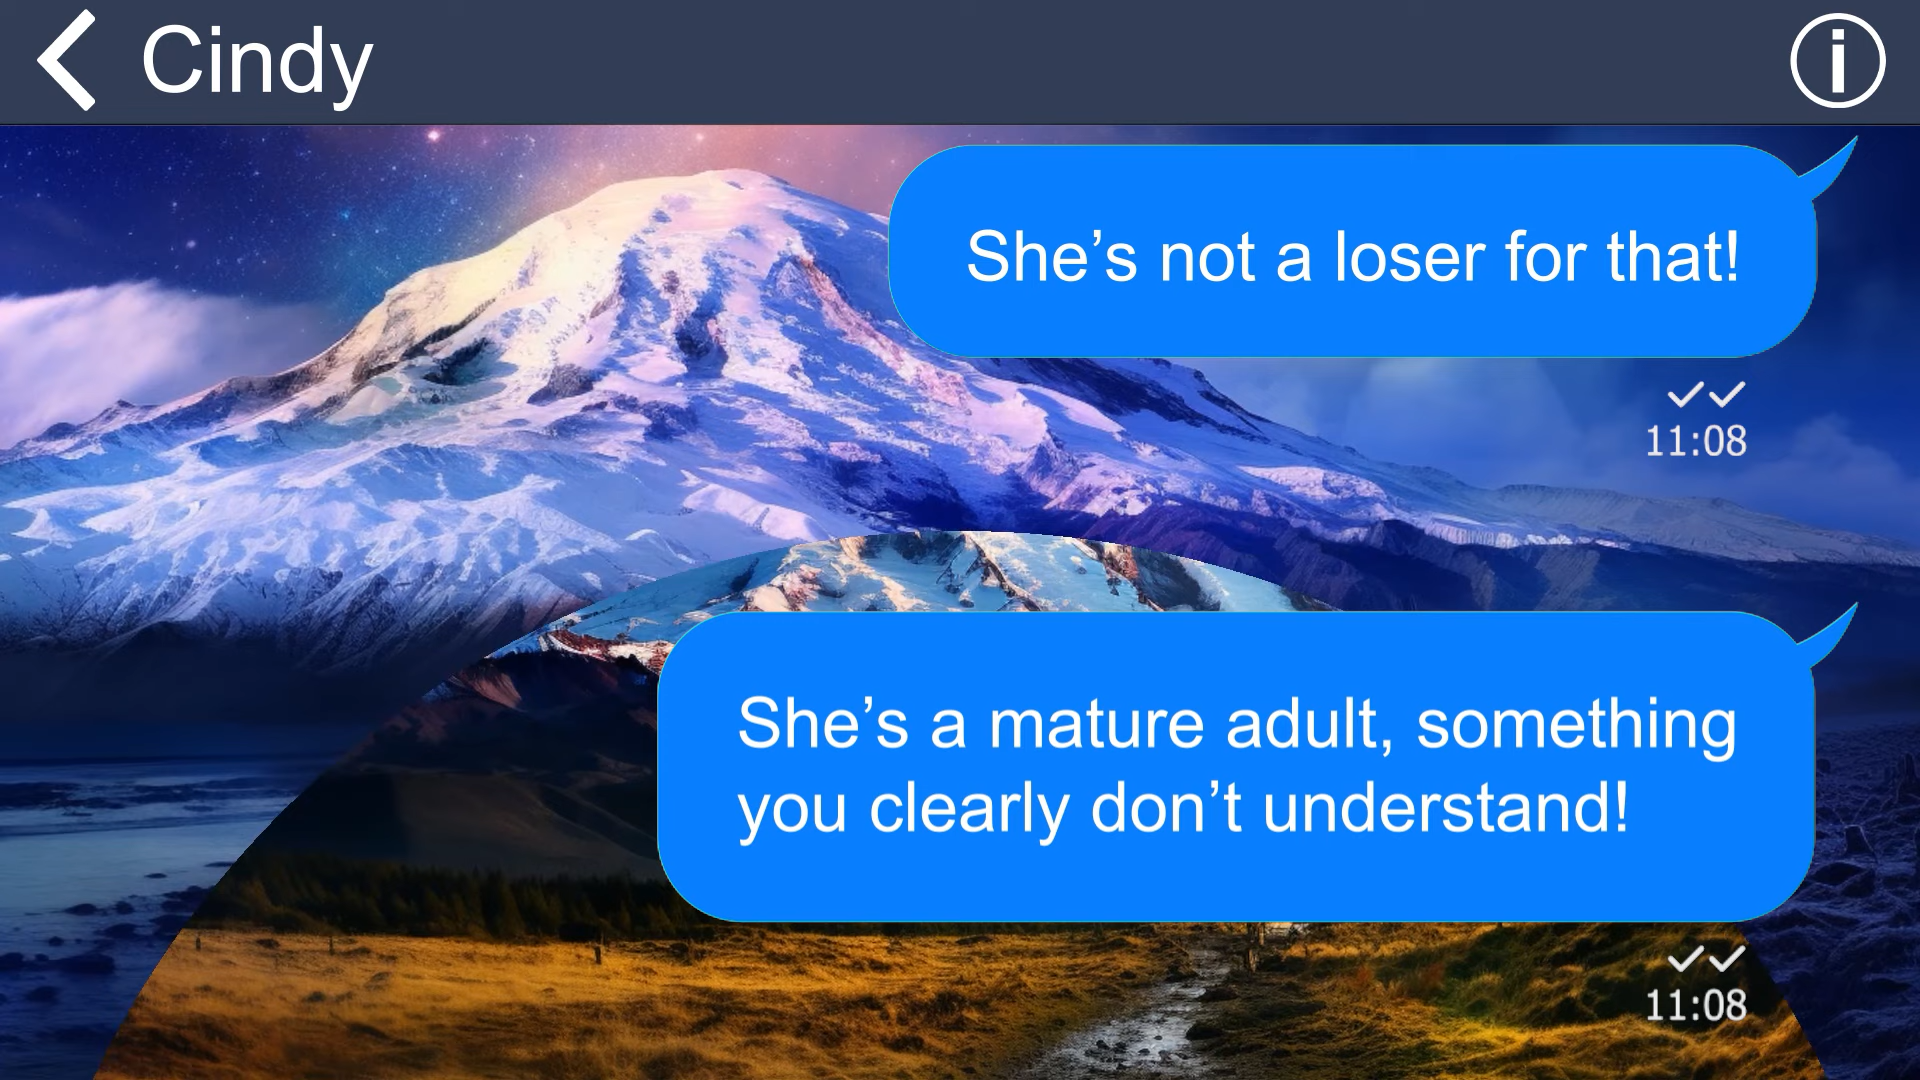 Cindy
She’s not a loser for that!
11:08
She’s a mature adult, something
you clearly don’t understand!
11:08